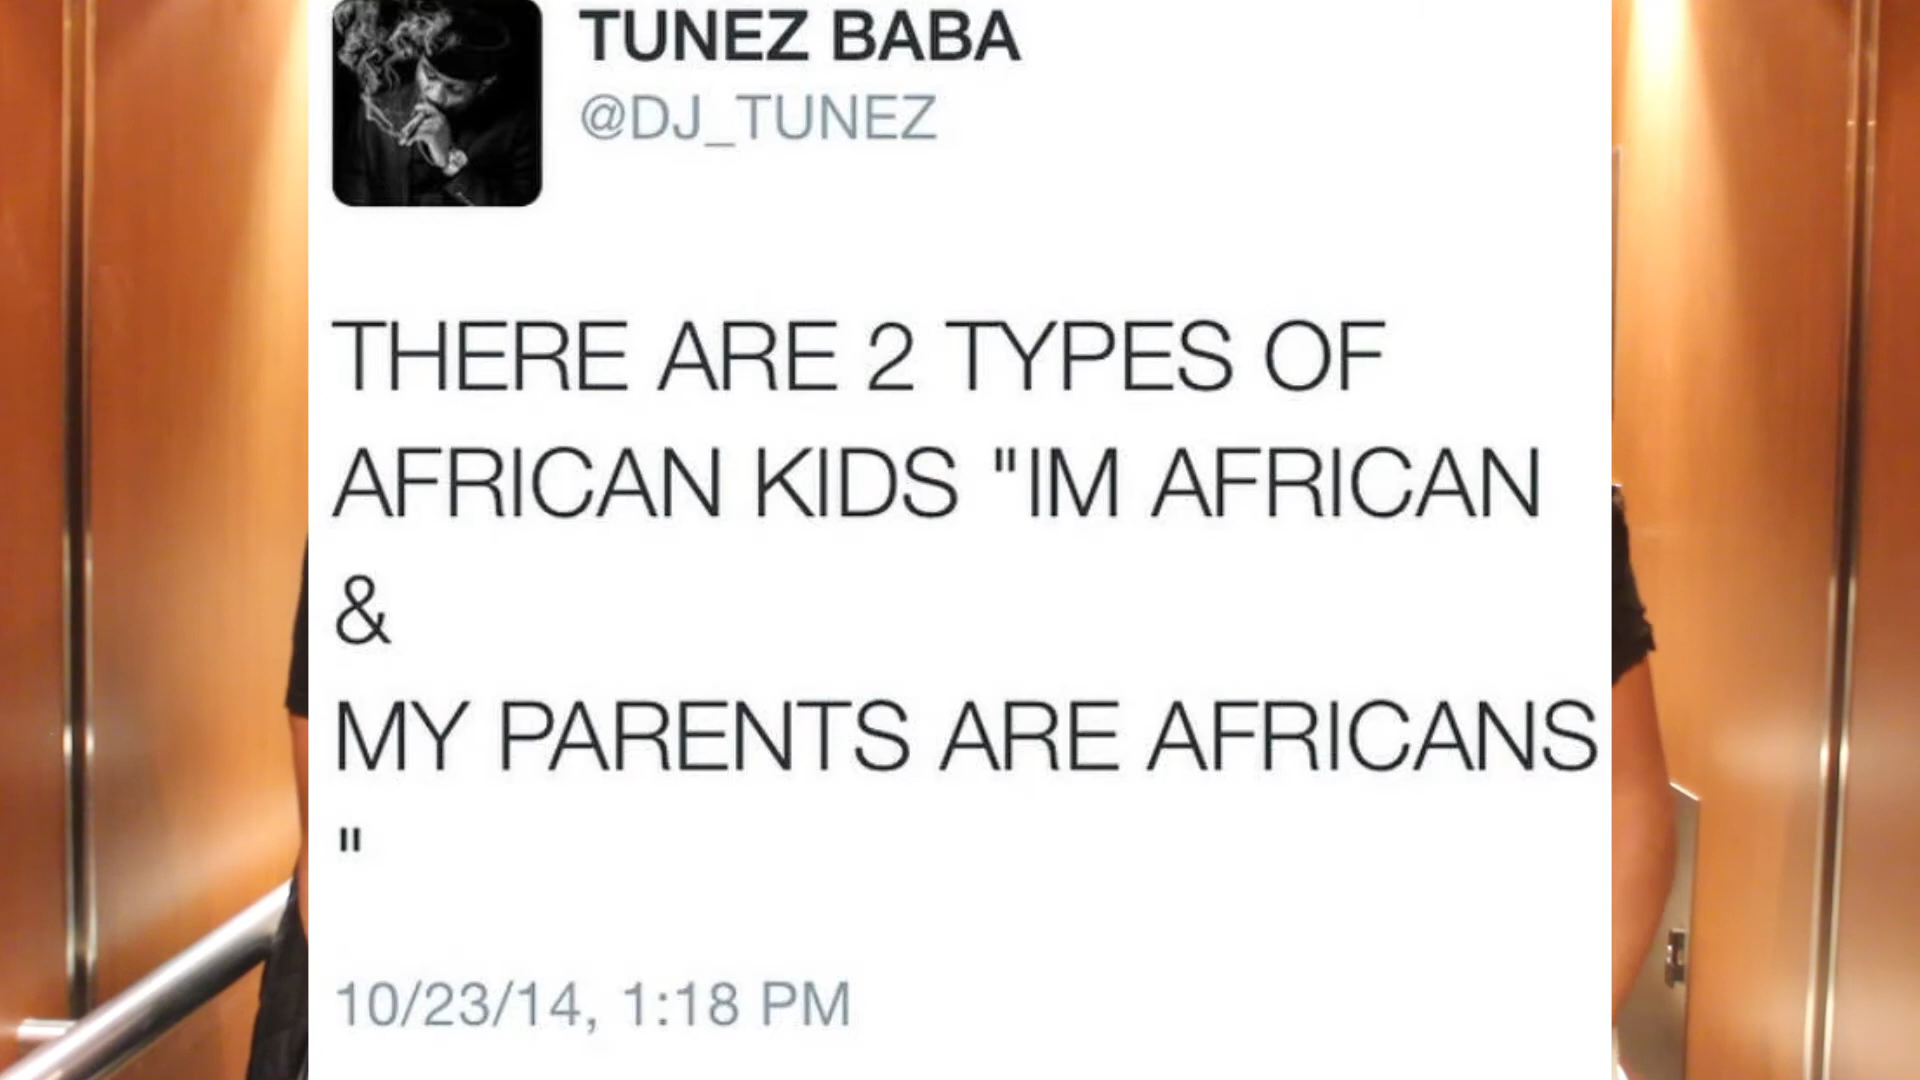 TUNEZ BABA
@DJ_TUNEZ
THERE ARE 2 TYPES OF
AFRICAN KIDS "IM AFRICAN
&
MY PARENTS ARE AFRICANS
"
10/23/14, 1:18 PM